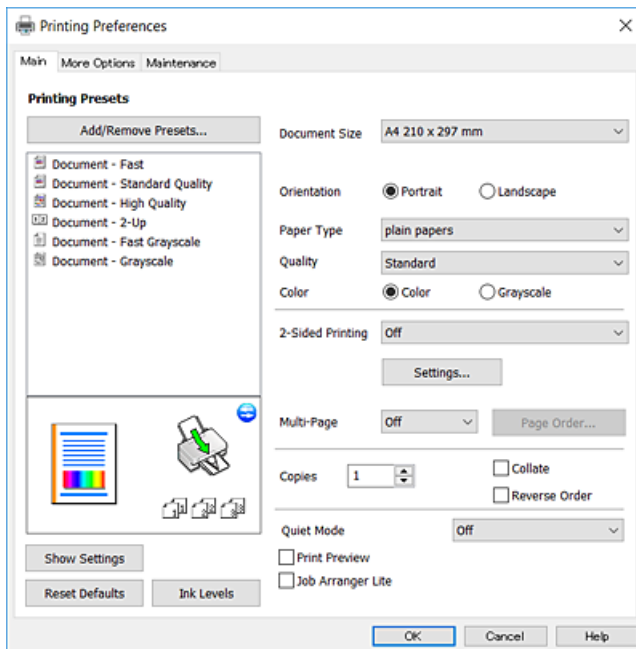 Printing Preferences
Main More Options Maintenance
Printing Presets
Add/Remove Presets...
Document - Fast
Document - Standard Quality
Document - High Quality
Document - 2-Up
Document - Fast Grayscale
Document - Grayscale
Show Settings
Reset Defaults Ink Levels
Document Size A4 210 x 297 mm
Orientation Portrait Landscape
Paper Type plain papers
Quality Standard
Color Color Grayscale
2-Sided Printing Off
Settings...
Multi-Page Off Page Order...
Copies 1 Collate
Reverse Order
Quiet Mode Off
Print Preview
Job Arranger Lite
OK Cancel Help